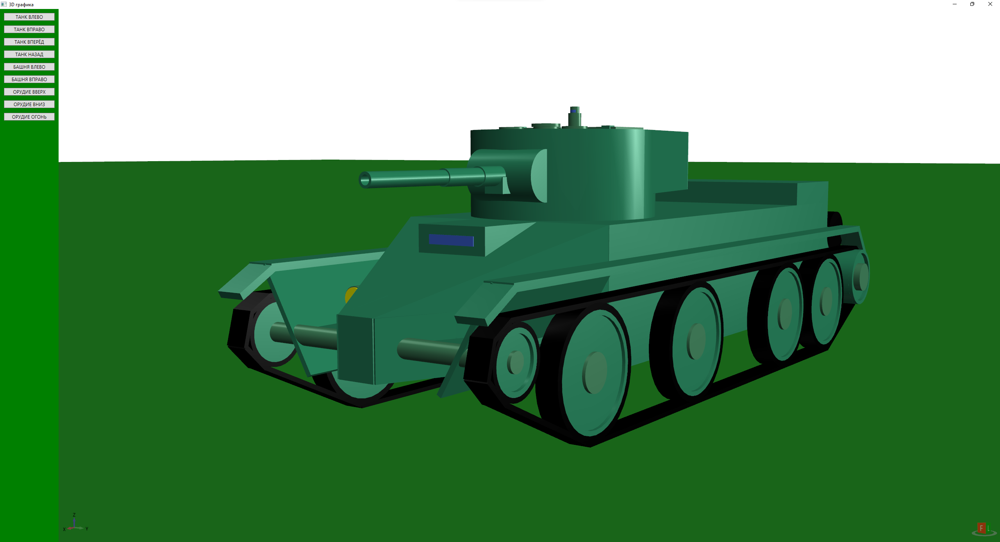 3D графика
ТАНК ВЛЕВО
ТАНК ВПРАВО
ТАНК ВПЕРЁД
ТАНК НАЗАД
БАШНЯ ВЛЕВО
БАШНЯ ВПРАВО
ОРУДИЕ ВВЕРХ
ОРУДИЕ ВНИЗ
ОРУДИЕ ОГОНЬ
Z
X Y
F